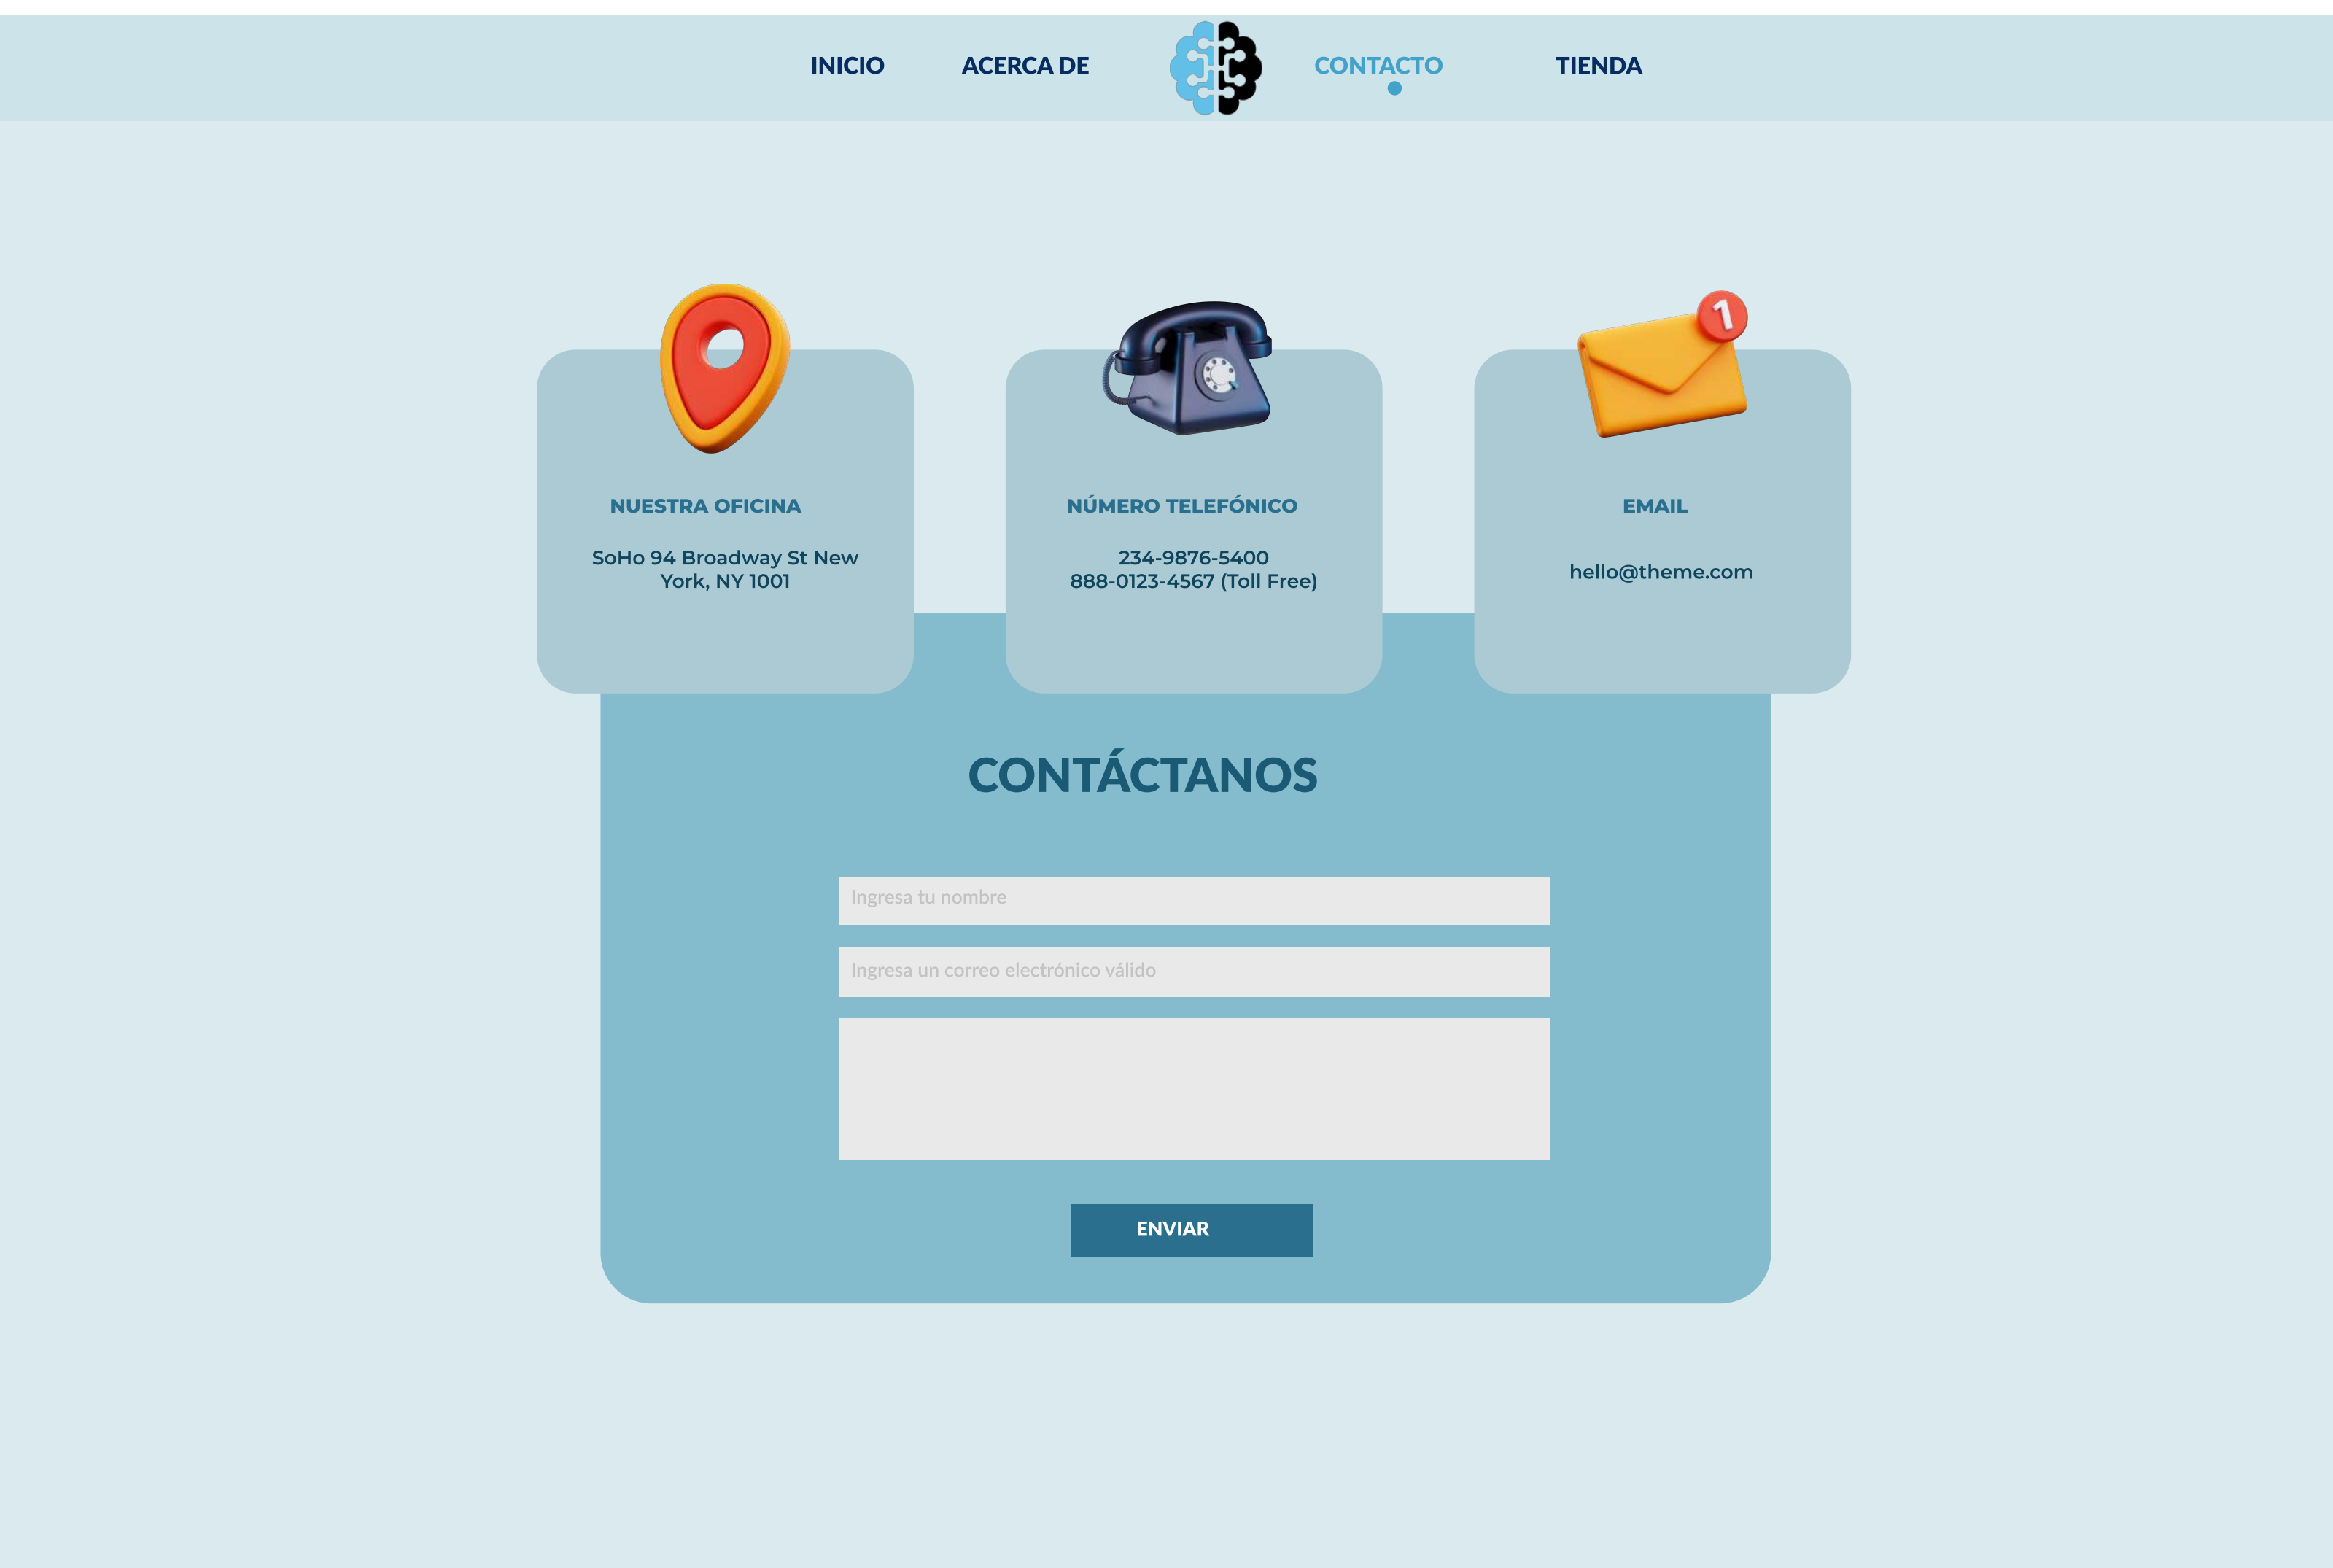 INICIO
ACERCA DE
CONTACTO
TIENDA
1
NUESTRA OFICINA
SoHo 94 Broadway St New
York, NY 1001
NÚMERO TELEFÓNICO
234-9876-5400
888-0123-4567 (Toll Free)
EMAIL
hello@theme.com
CONTÁCTANOS
Ingresa tu nombre
Ingresa un correo electrónico válido
ENVIAR